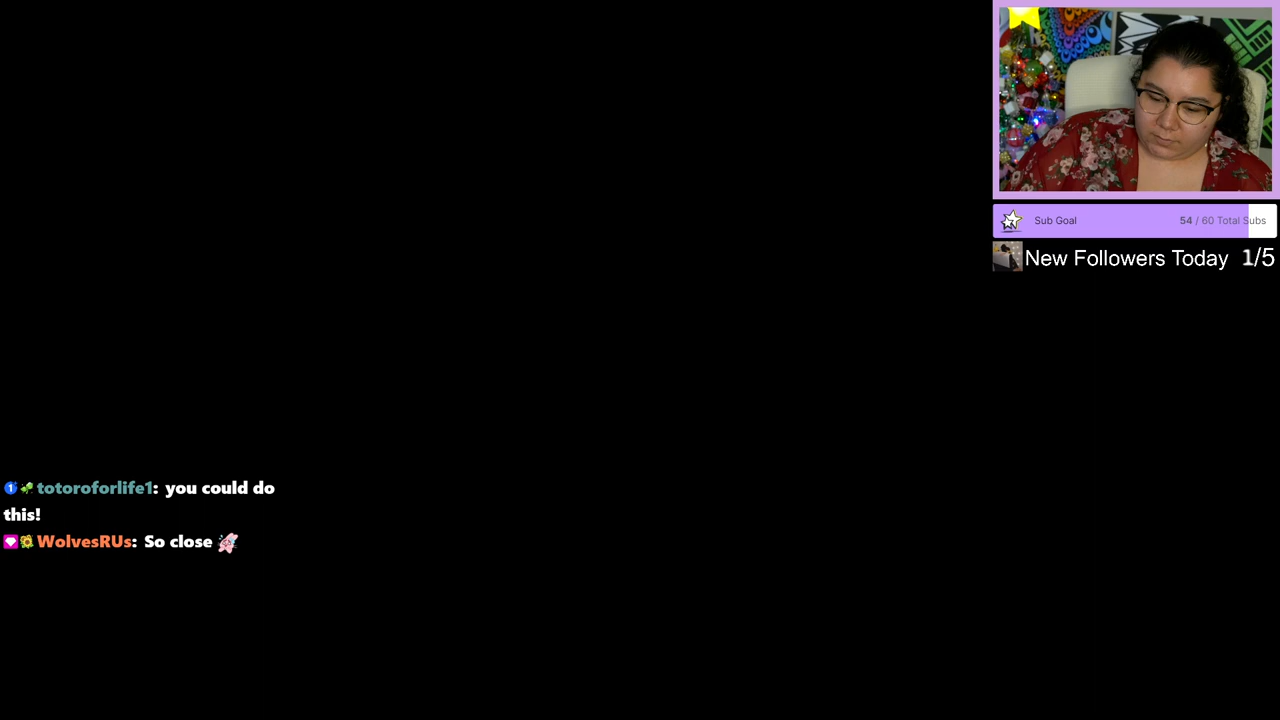 Sub Goal 54 / 60 Total Subs
New Followers Today 1/5
totoroforlife1: you could do
this!
WolvesRUs: So close